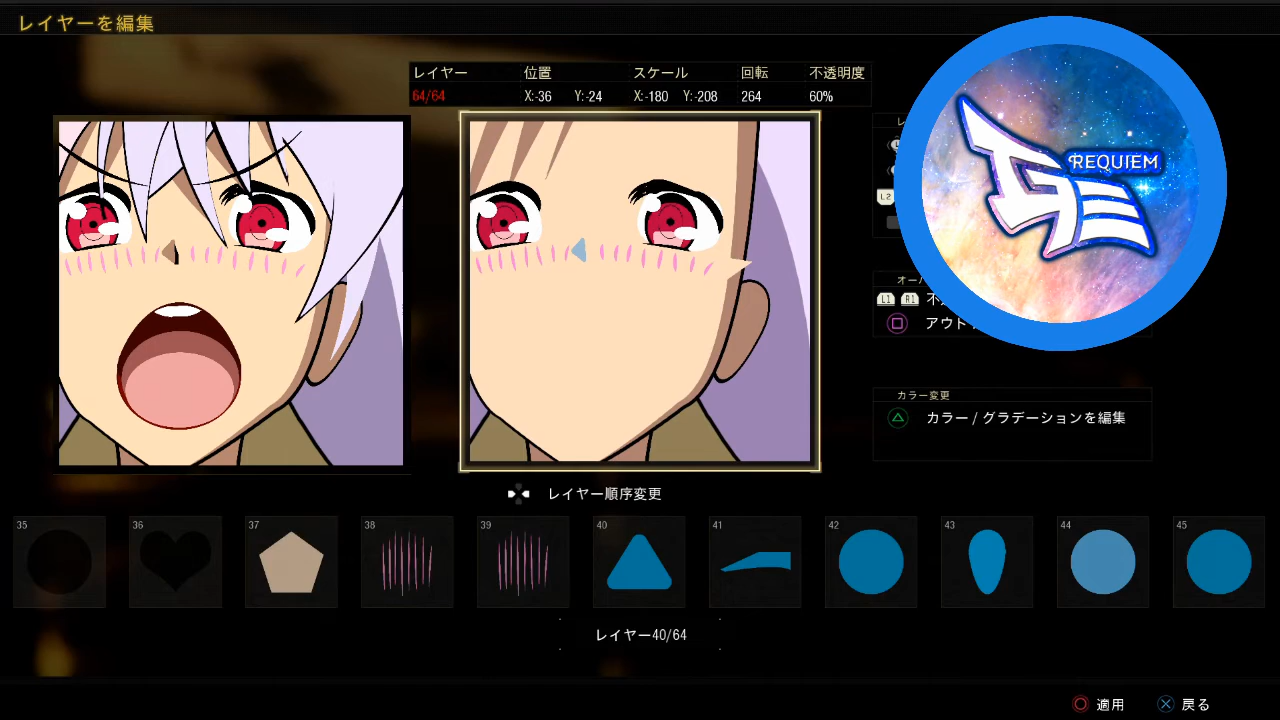 レイヤーを編集
レイヤー 位置 スケール 回転 不透明度
64/64 X:-36 Y:-24 X:-180 Y:-208 264 60%
REQUIEM
L2
L1 R1
アウト
カラー変更
カラー / グラデーションを編集
レイヤー順序変更
35 36 37 38 39 40 41 42 43 44 45
レイヤー40/64
適用 戻る